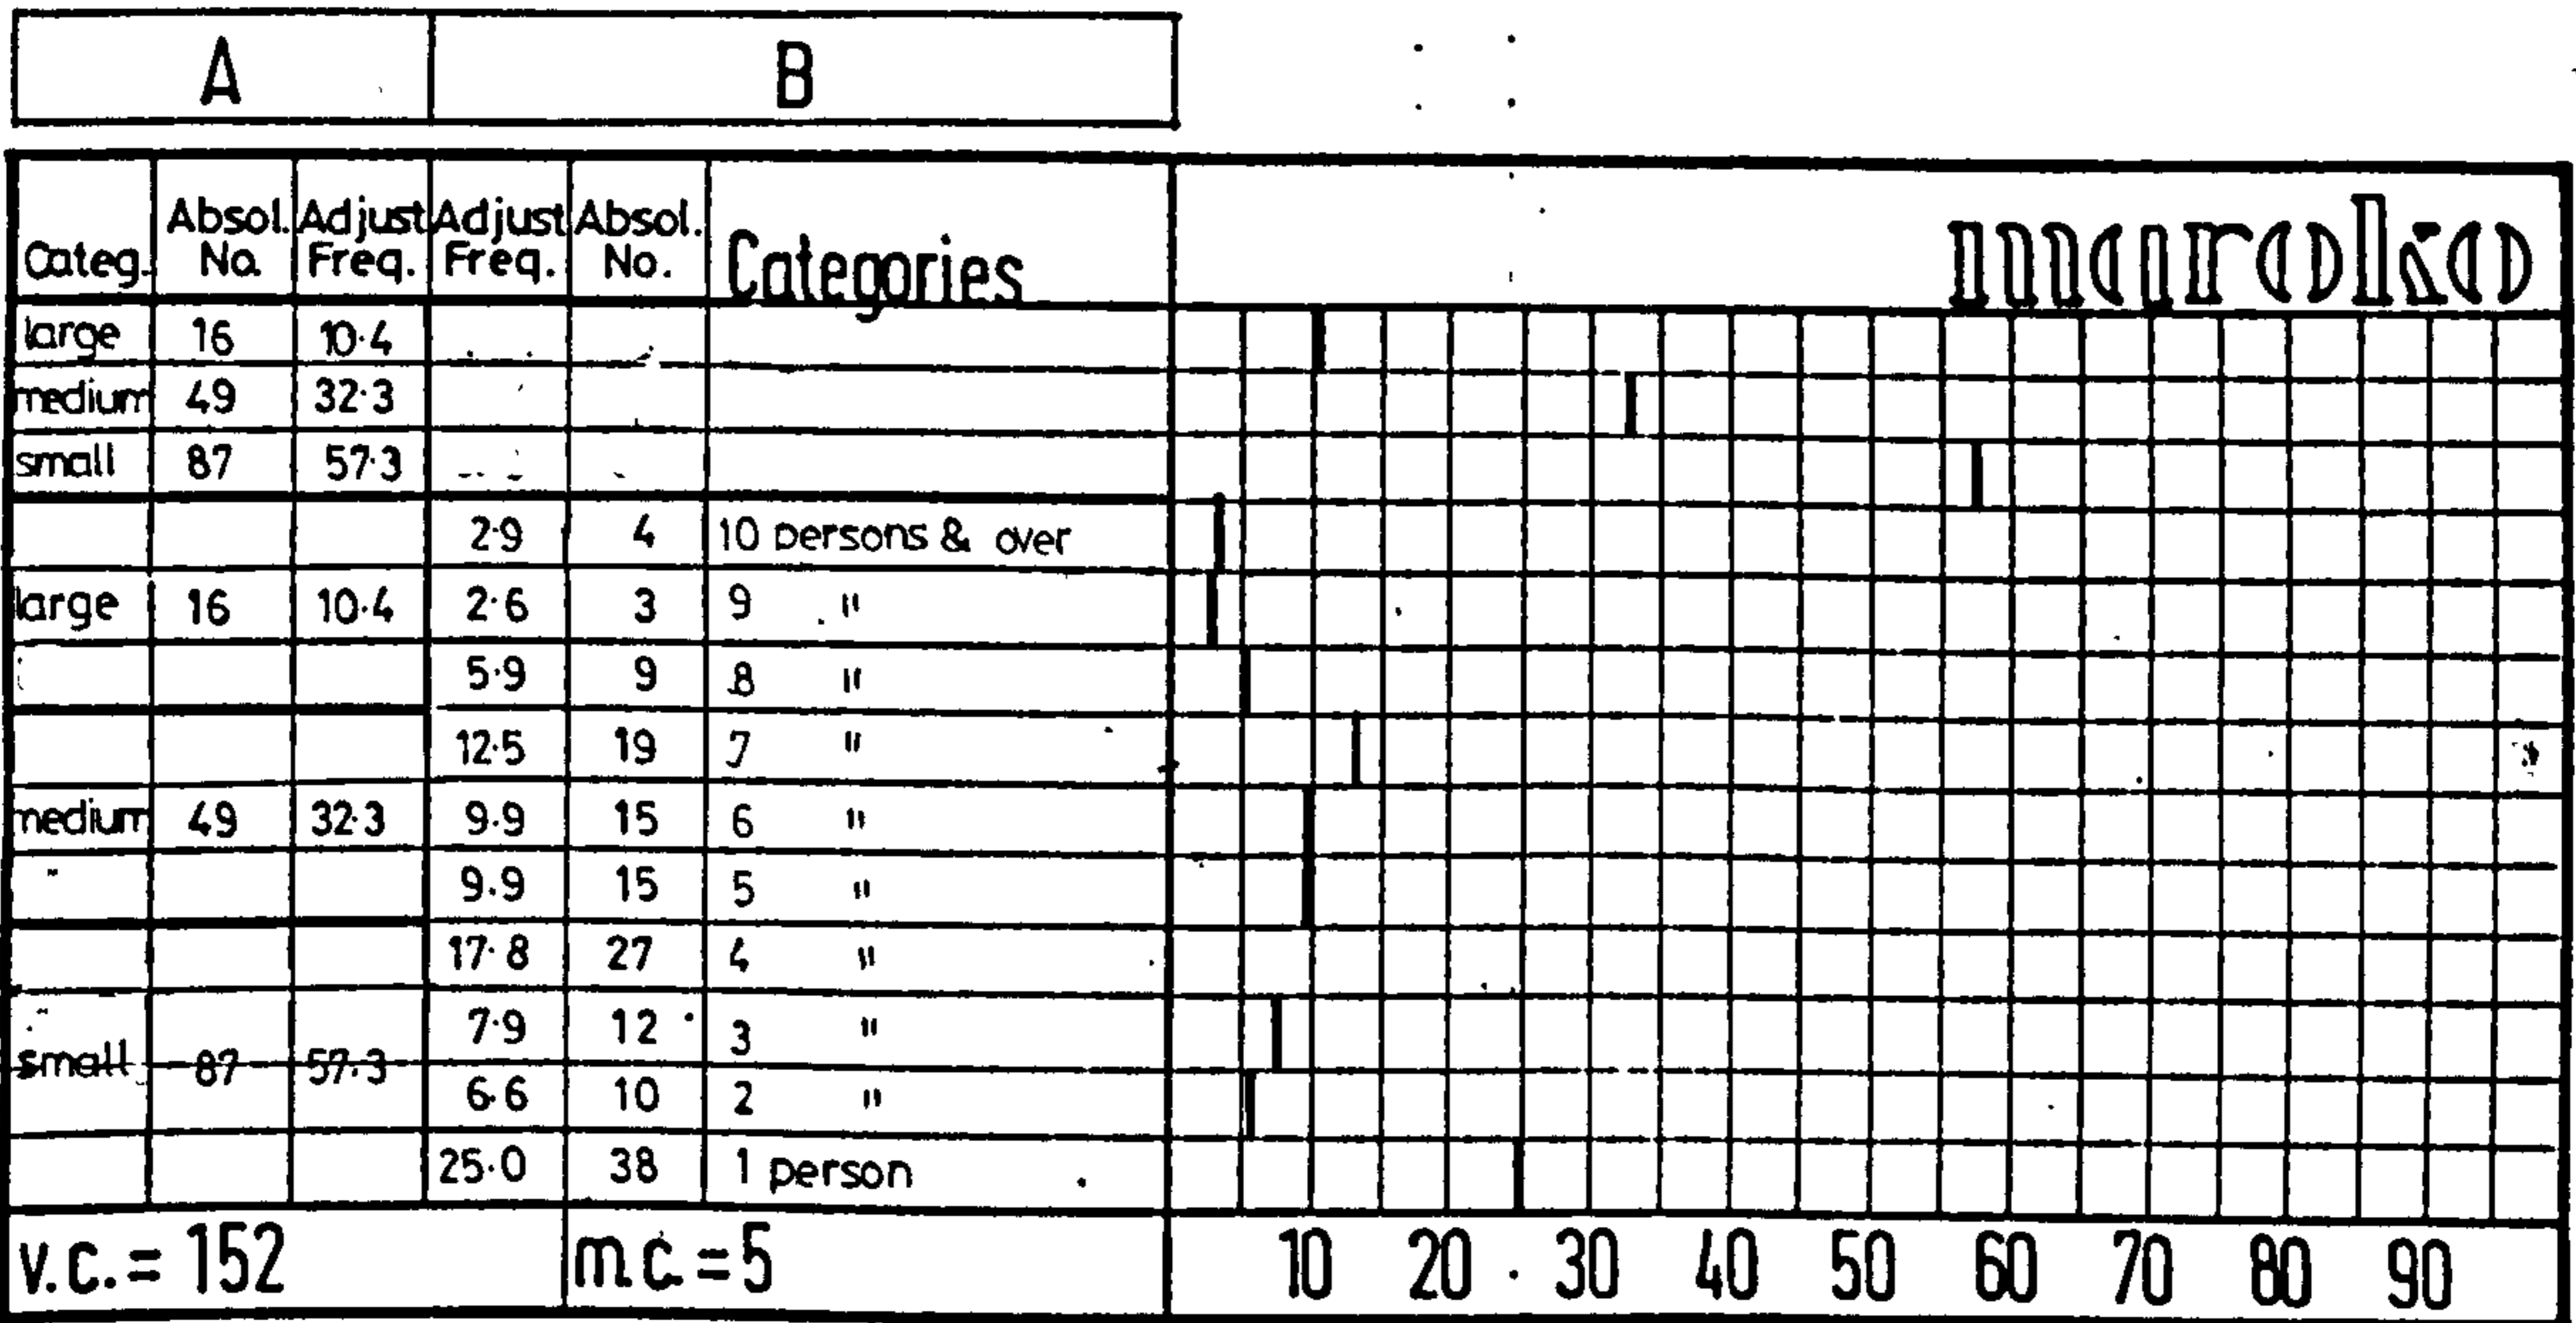 A B
Categ. Absol. No. Adjust Freq. Adjust Freq. Absol. No. Categories maroko
large 16 10.4
medium 49 32.3
small 87 57.3
2.9 4 10 persons & over
large 16 10.4 2.6 3 9 "
5.9 9 8 "
12.5 19 7 "
medium 49 32.3 9.9 15 6 "
" 9.9 15 5 "
17.8 27 4 "
7.9 12 3 "
small 87 57.3
6.6 10 2 "
25.0 38 1 person
v.c. = 152 m.c. = 5 10 20 30 40 50 60 70 80 90